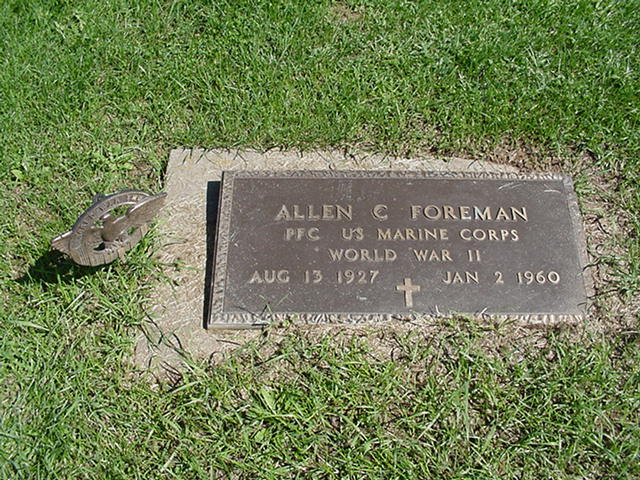 ALLEN C FOREMAN
PFC US MARINE CORPS
WORLD WAR II
AUG 13 1927 JAN 2 1960